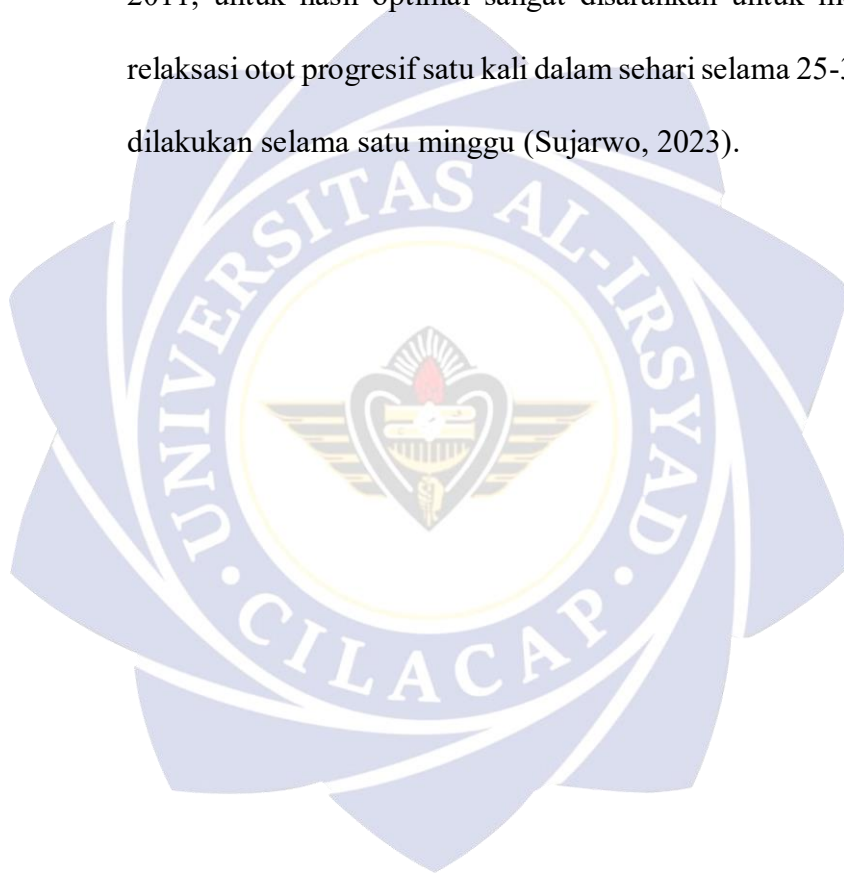 2011, untuk hasil optimal sangat disarankan untuk
relaksasi otot progresif satu kali dalam sehari selama 25-3
dilakukan selama satu minggu (Sujarwo, 2023).
UNIVERSITAS AL-IRSYAD
CILACAP